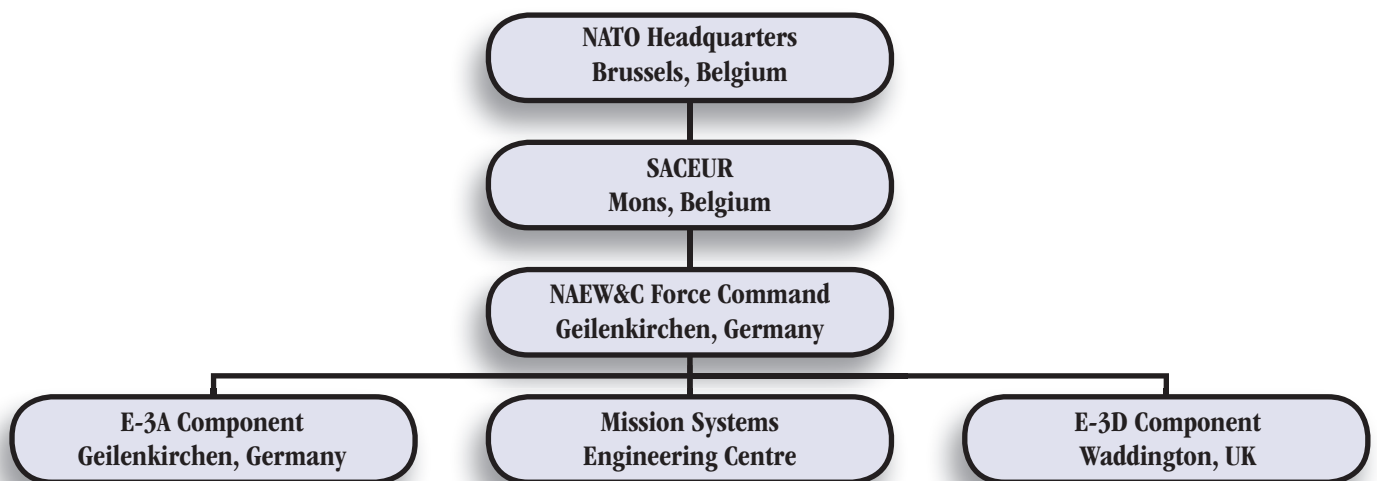 NATO Headquarters
Brussels, Belgium
SACEUR
Mons, Belgium
NAEW&C Force Command
Geilenkirchen, Germany
E-3A Component
Geilenkirchen, Germany
Mission Systems
Engineering Centre
E-3D Component
Waddington, UK